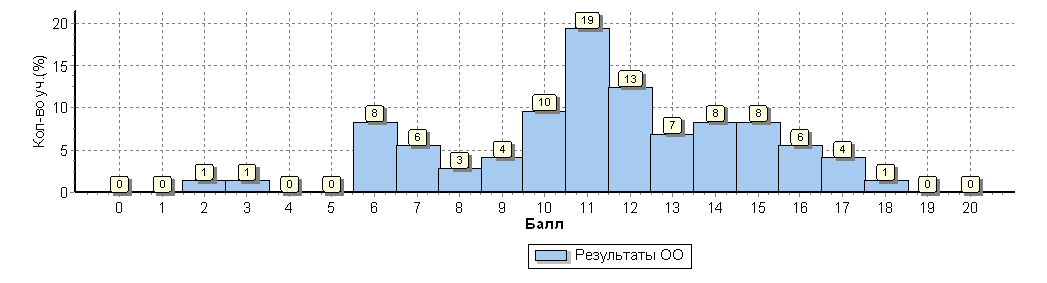 Кол-во уч.(%)
20
15
10
5
0
0 0 1 1 0 0 8 6 3 4 10 19 13 7 8 8 6 4 1 0 0
0 1 2 3 4 5 6 7 8 9 10 11 12 13 14 15 16 17 18 19 20
Балл
Результаты ОО